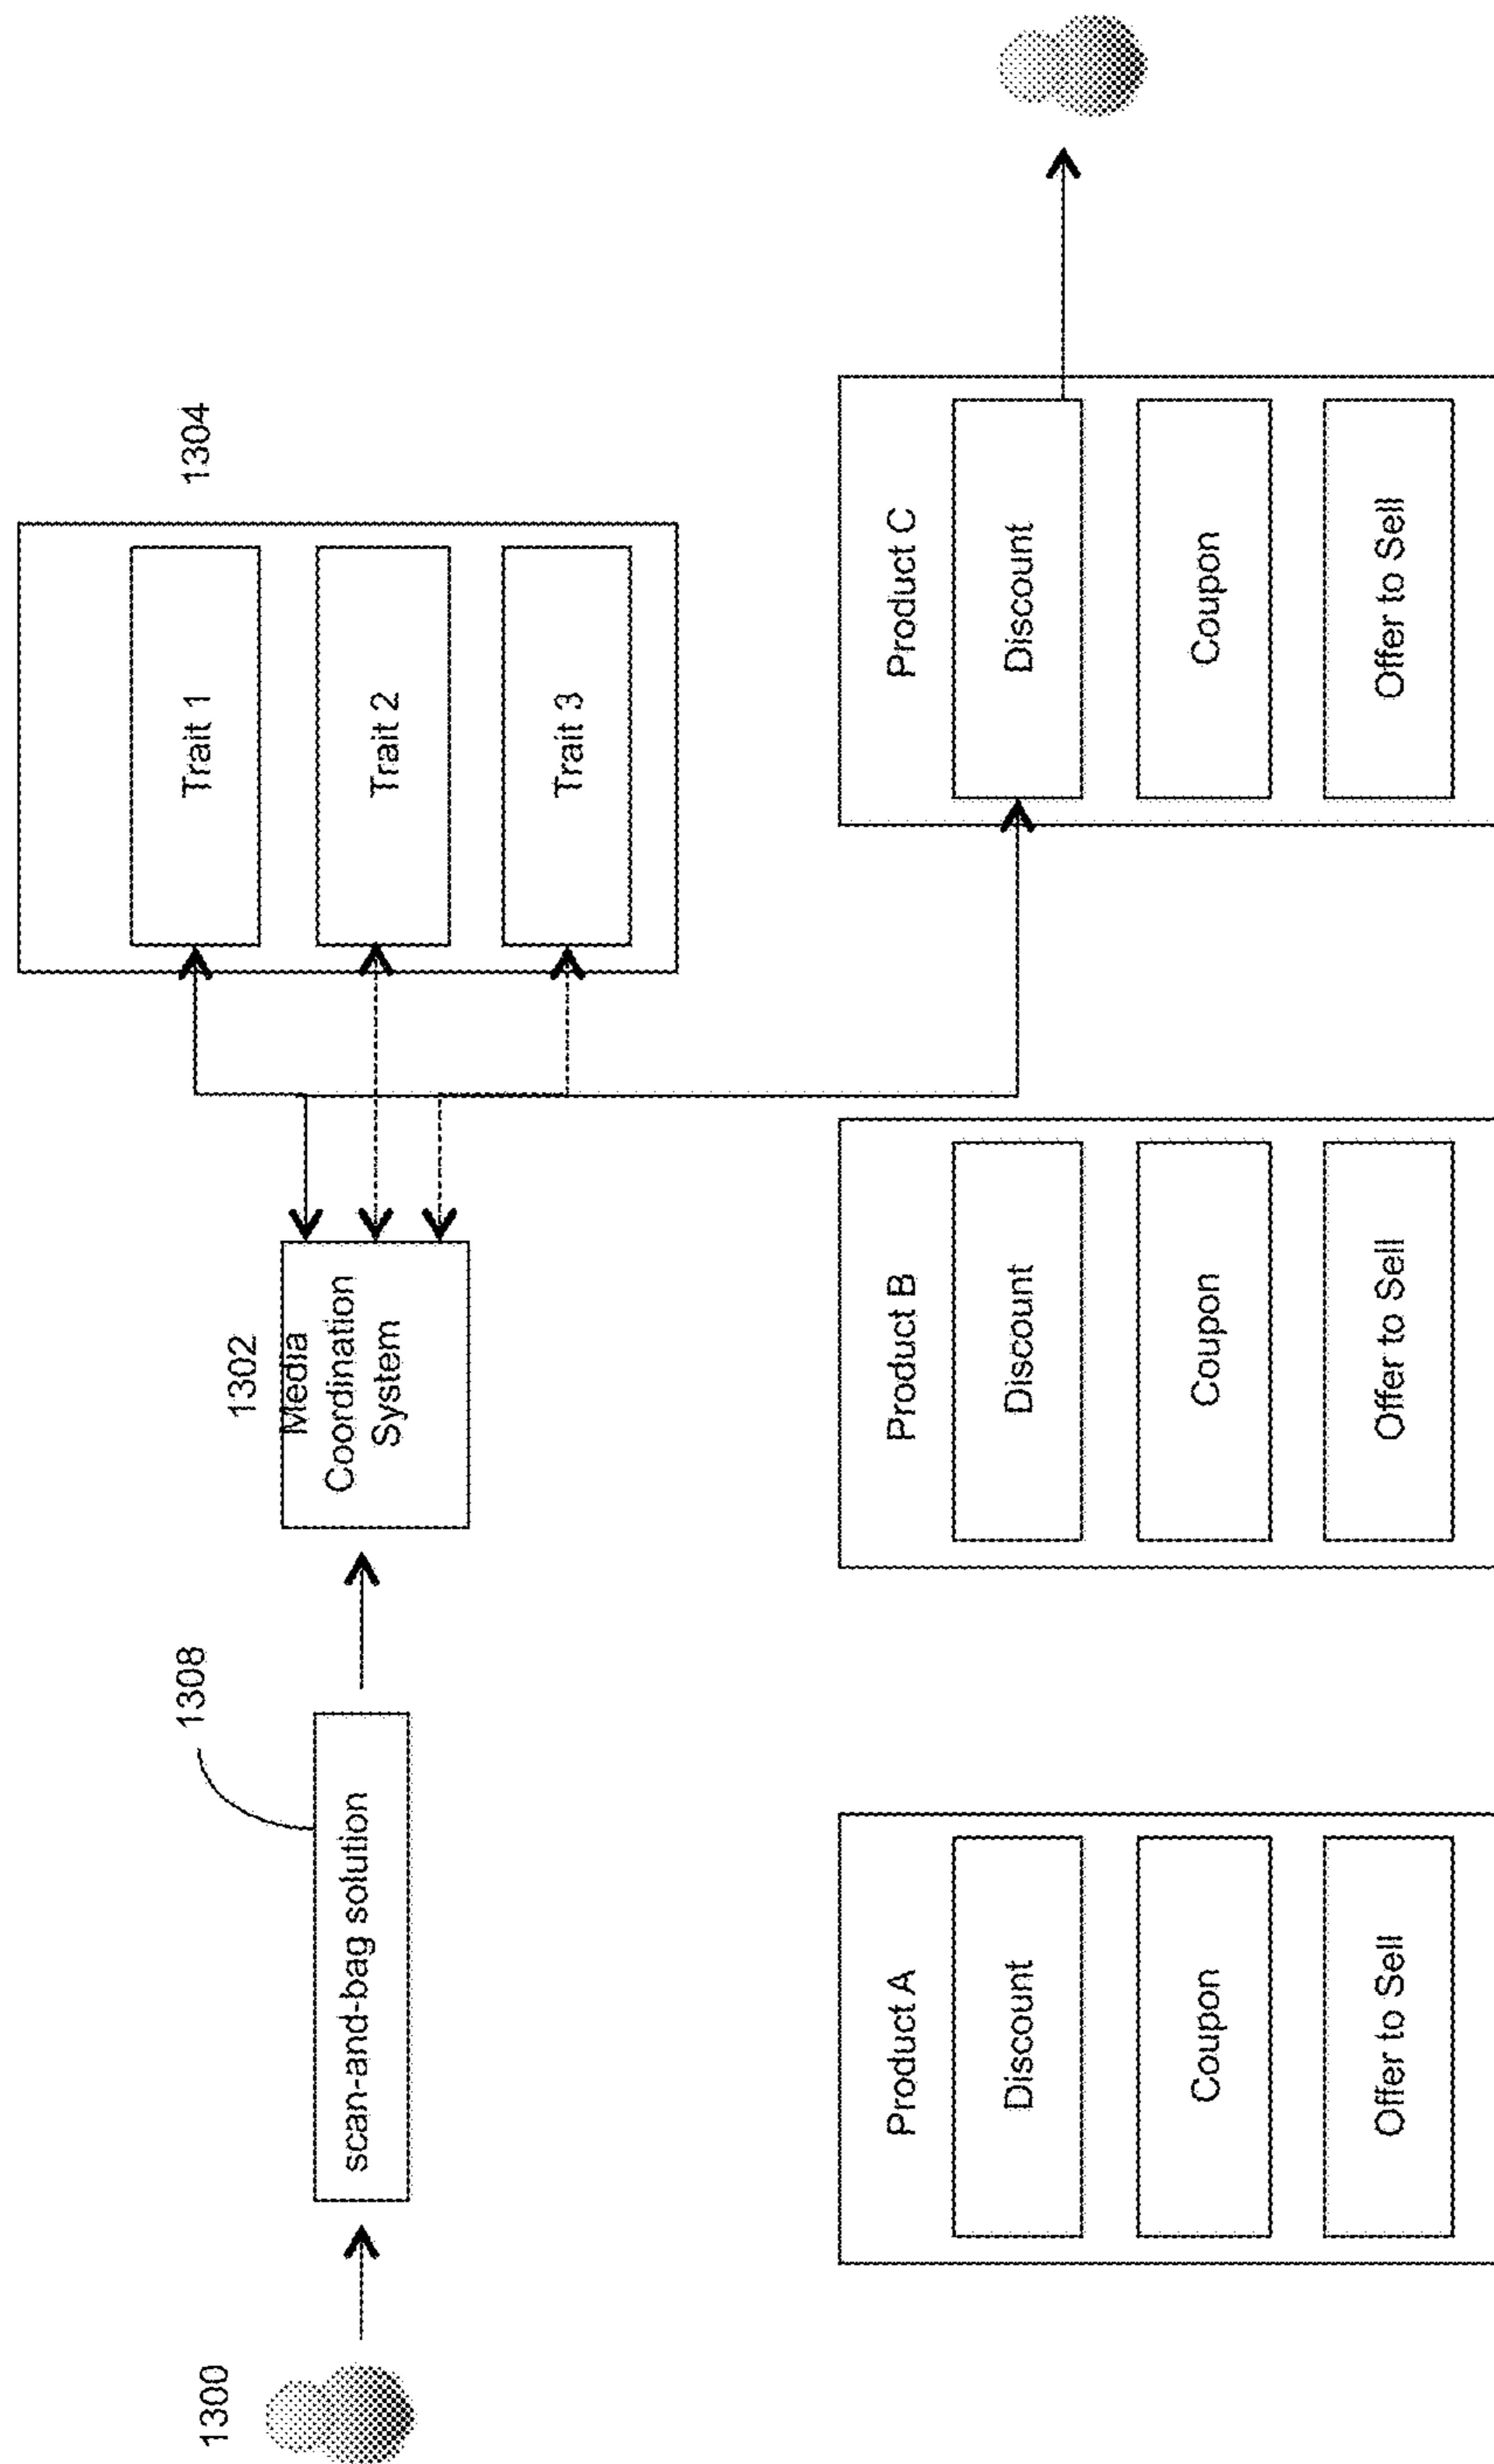 1300
scan-and-bag solution
1308
1302
Media
Coordination
System
1304
Trait 1
Trait 2
Trait 3
Product A
Discount
Coupon
Offer to Sell
Product B
Discount
Coupon
Offer to Sell
Product C
Discount
Coupon
Offer to Sell